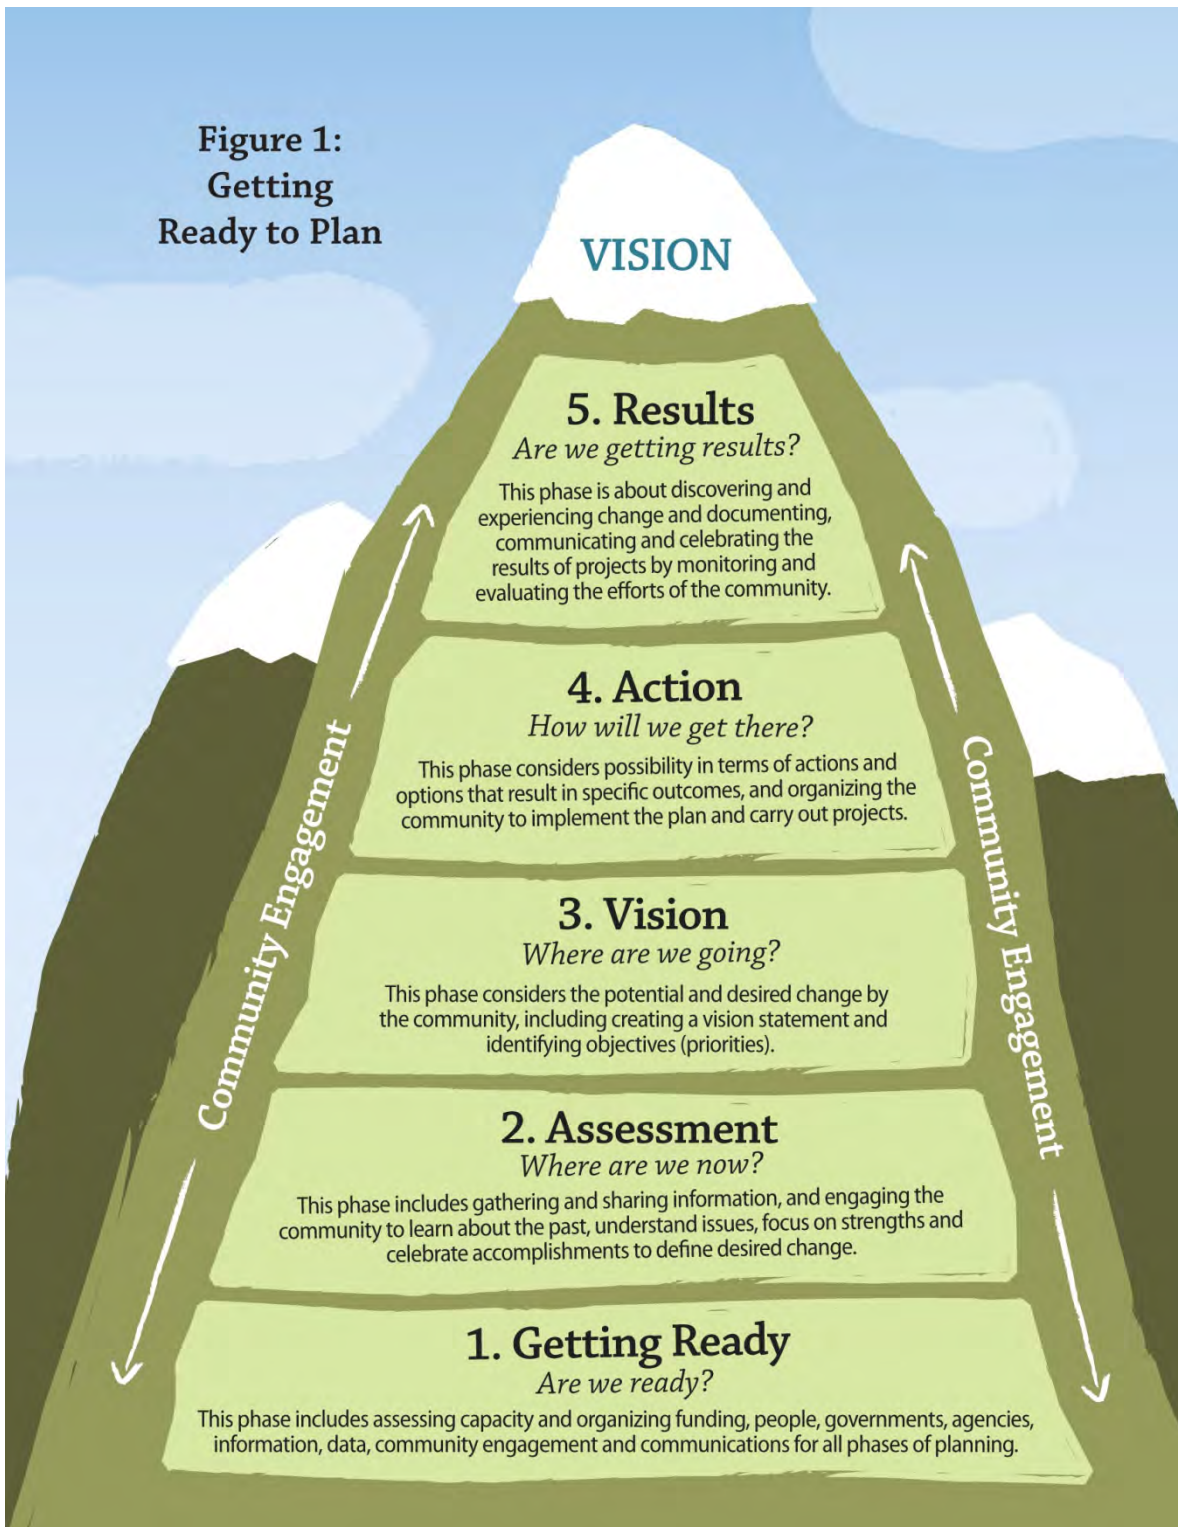 Figure 1:
Getting
Ready to Plan
VISION
5. Results
Are we getting results?
This phase is about discovering and
experiencing change and documenting,
communicating and celebrating the
results of projects by monitoring and
evaluating the efforts of the community.
4. Action
How will we get there?
This phase considers possibility in terms of actions and
options that result in specific outcomes, and organizing the
community to implement the plan and carry out projects.
3. Vision
Where are we going?
This phase considers the potential and desired change by
the community, including creating a vision statement and
identifying objectives (priorities).
2. Assessment
Where are we now?
This phase includes gathering and sharing information, and engaging the
community to learn about the past, understand issues, focus on strengths and
celebrate accomplishments to define desired change.
1. Getting Ready
Are we ready?
This phase includes assessing capacity and organizing funding, people, governments, agencies,
information, data, community engagement and communications for all phases of planning.
Community Engagement
Community Engagement